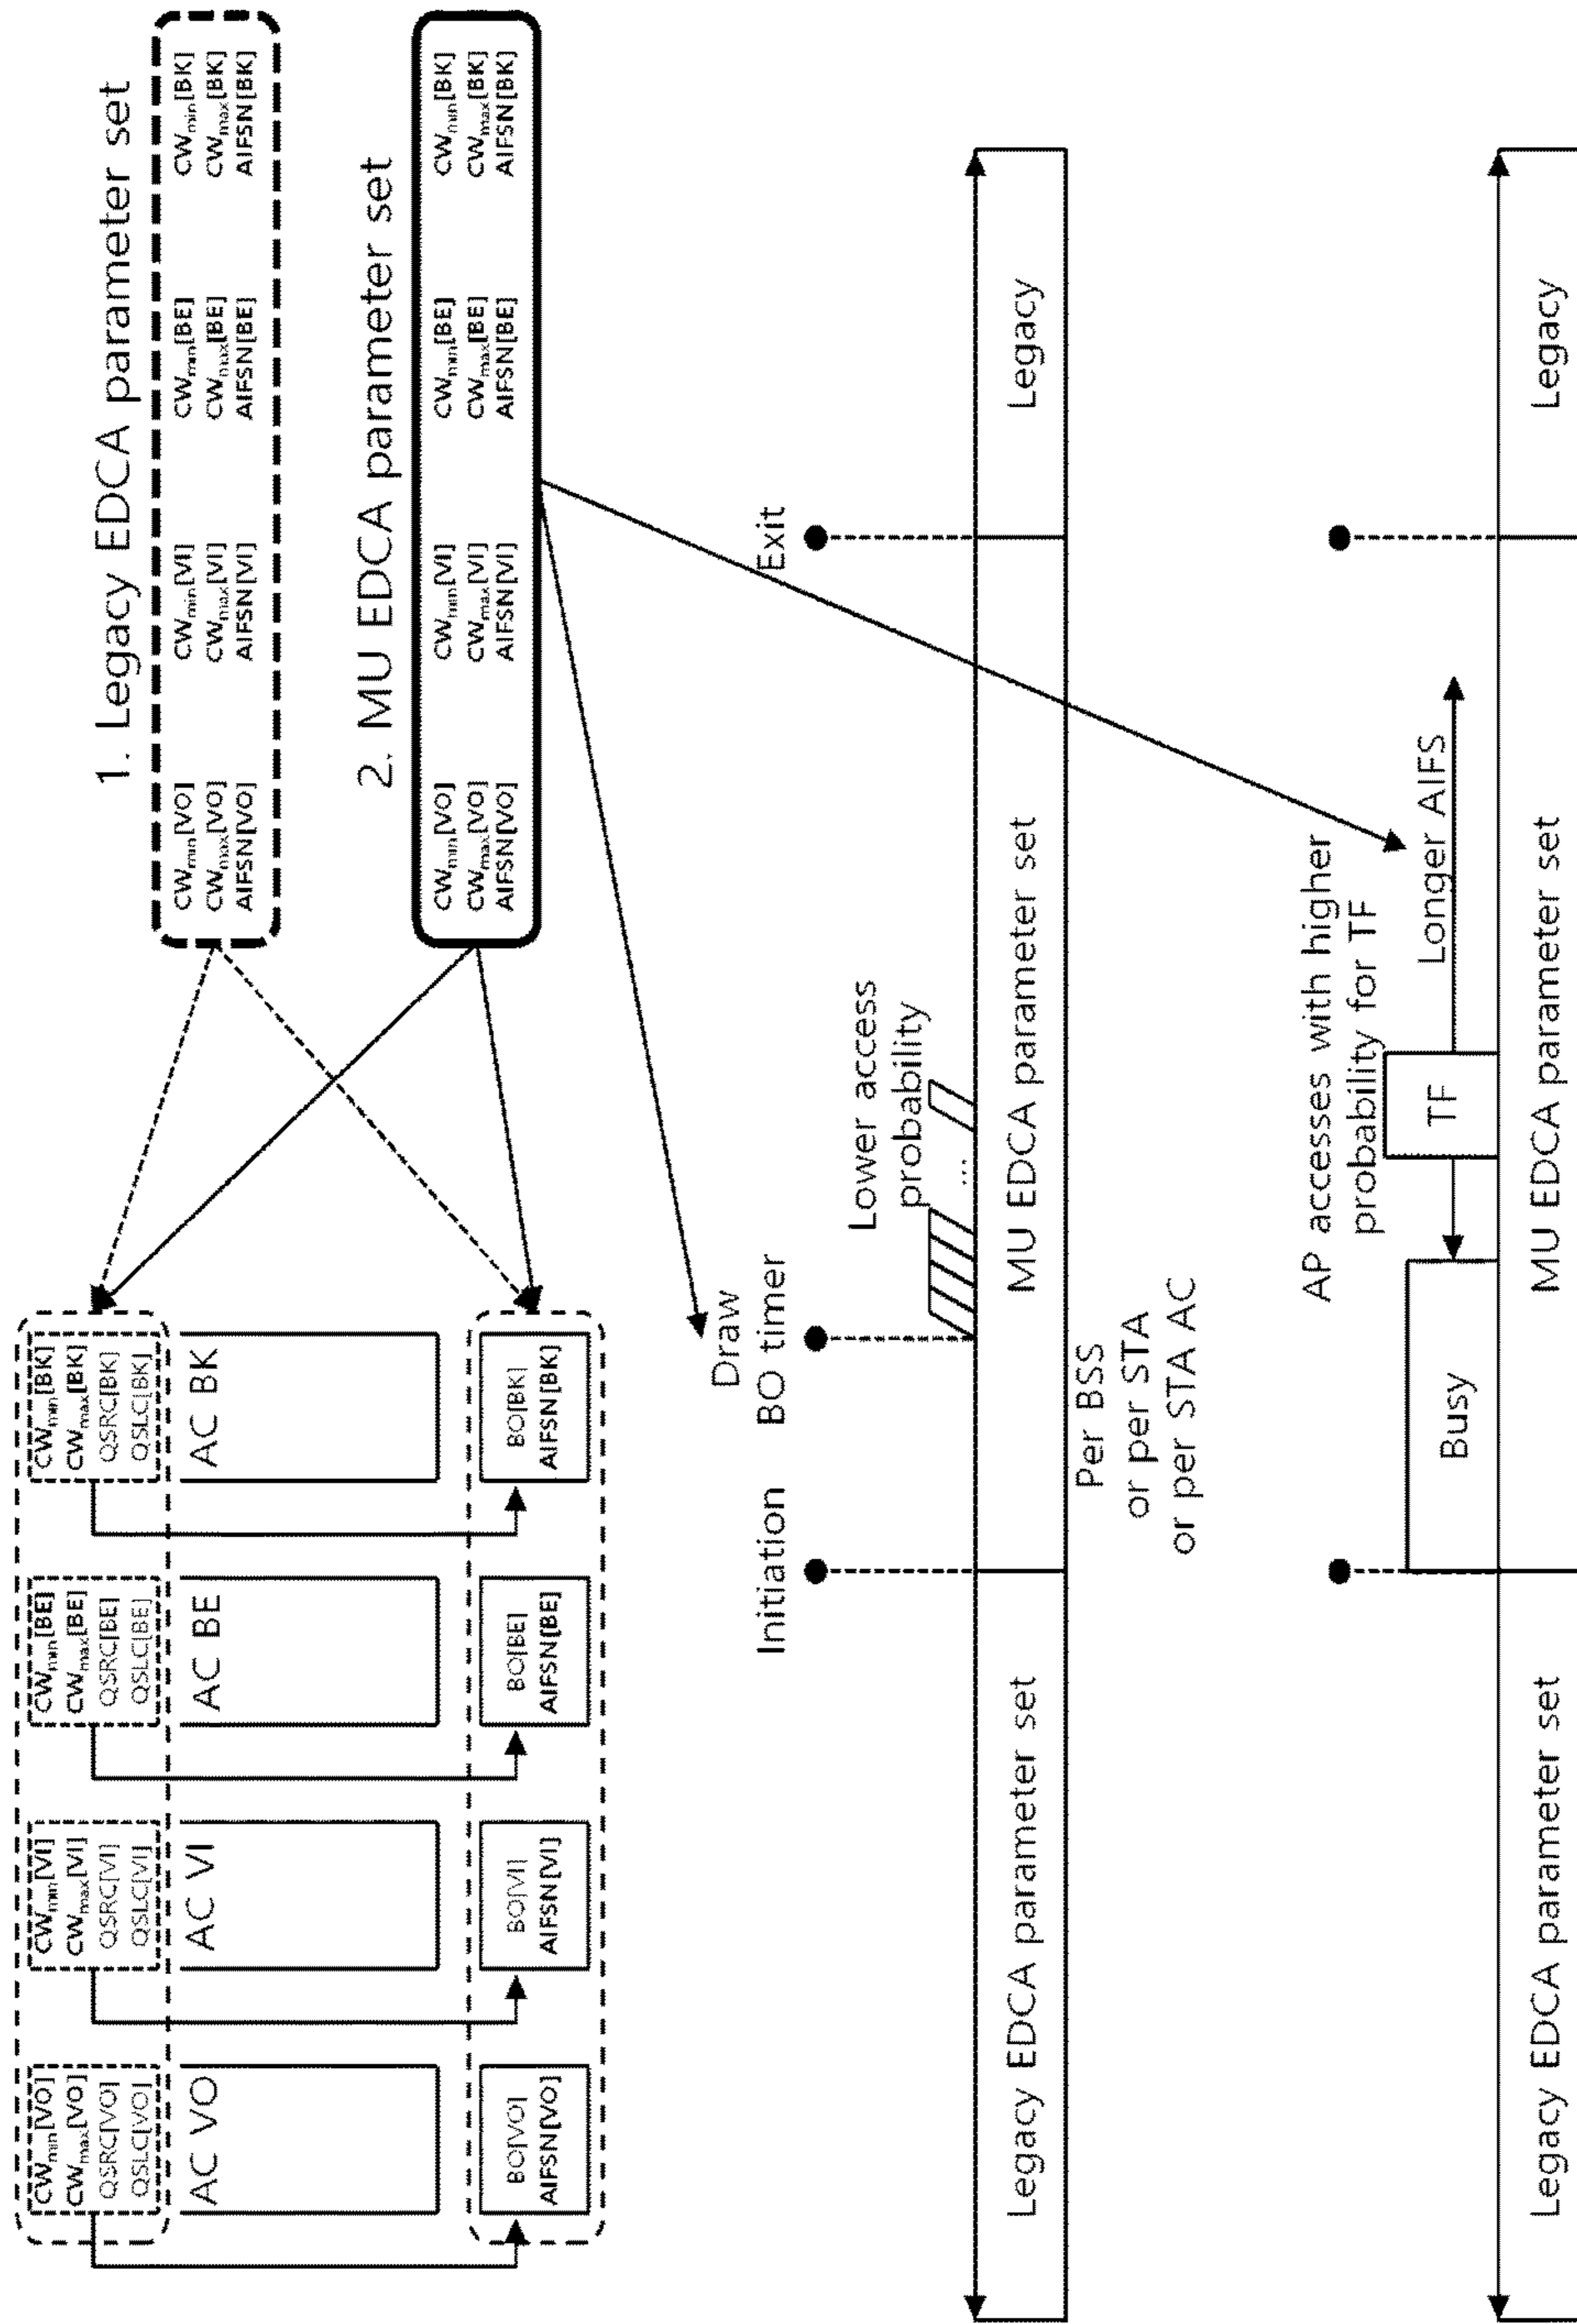 CWmin[VO]
CWmax[VO]
QSRC[VO]
QSLC[VO]
AC VO
BO[VO]
AIFSN[VO]
CWmin[VI]
CWmax[VI]
QSRC[VI]
QSLC[VI]
AC VI
BO[VI]
AIFSN[VI]
CWmin[BE]
CWmax[BE]
QSRC[BE]
QSLC[BE]
AC BE
BO[BE]
AIFSN[BE]
CWmin[BK]
CWmax[BK]
QSRC[BK]
QSLC[BK]
AC BK
BO[BK]
AIFSN[BK]
1. Legacy EDCA parameter set
CWmin[VO]
CWmax[VO]
AIFSN[VO]
CWmin[VI]
CWmax[VI]
AIFSN[VI]
CWmin[BE]
CWmax[BE]
AIFSN[BE]
CWmin[BK]
CWmax[BK]
AIFSN[BK]
2. MU EDCA parameter set
CWmin[VO]
CWmax[VO]
AIFSN[VO]
CWmin[VI]
CWmax[VI]
AIFSN[VI]
CWmin[BE]
CWmax[BE]
AIFSN[BE]
CWmin[BK]
CWmax[BK]
AIFSN[BK]
Initiation
Draw
BO timer
Exit
Lower access
probability
...
Legacy EDCA parameter set
MU EDCA parameter set
Legacy
Per BSS
or per STA
or per STA AC
AP accesses with higher
probability for TF
Busy
TF
Longer AIFS
Legacy EDCA parameter set
MU EDCA parameter set
Legacy